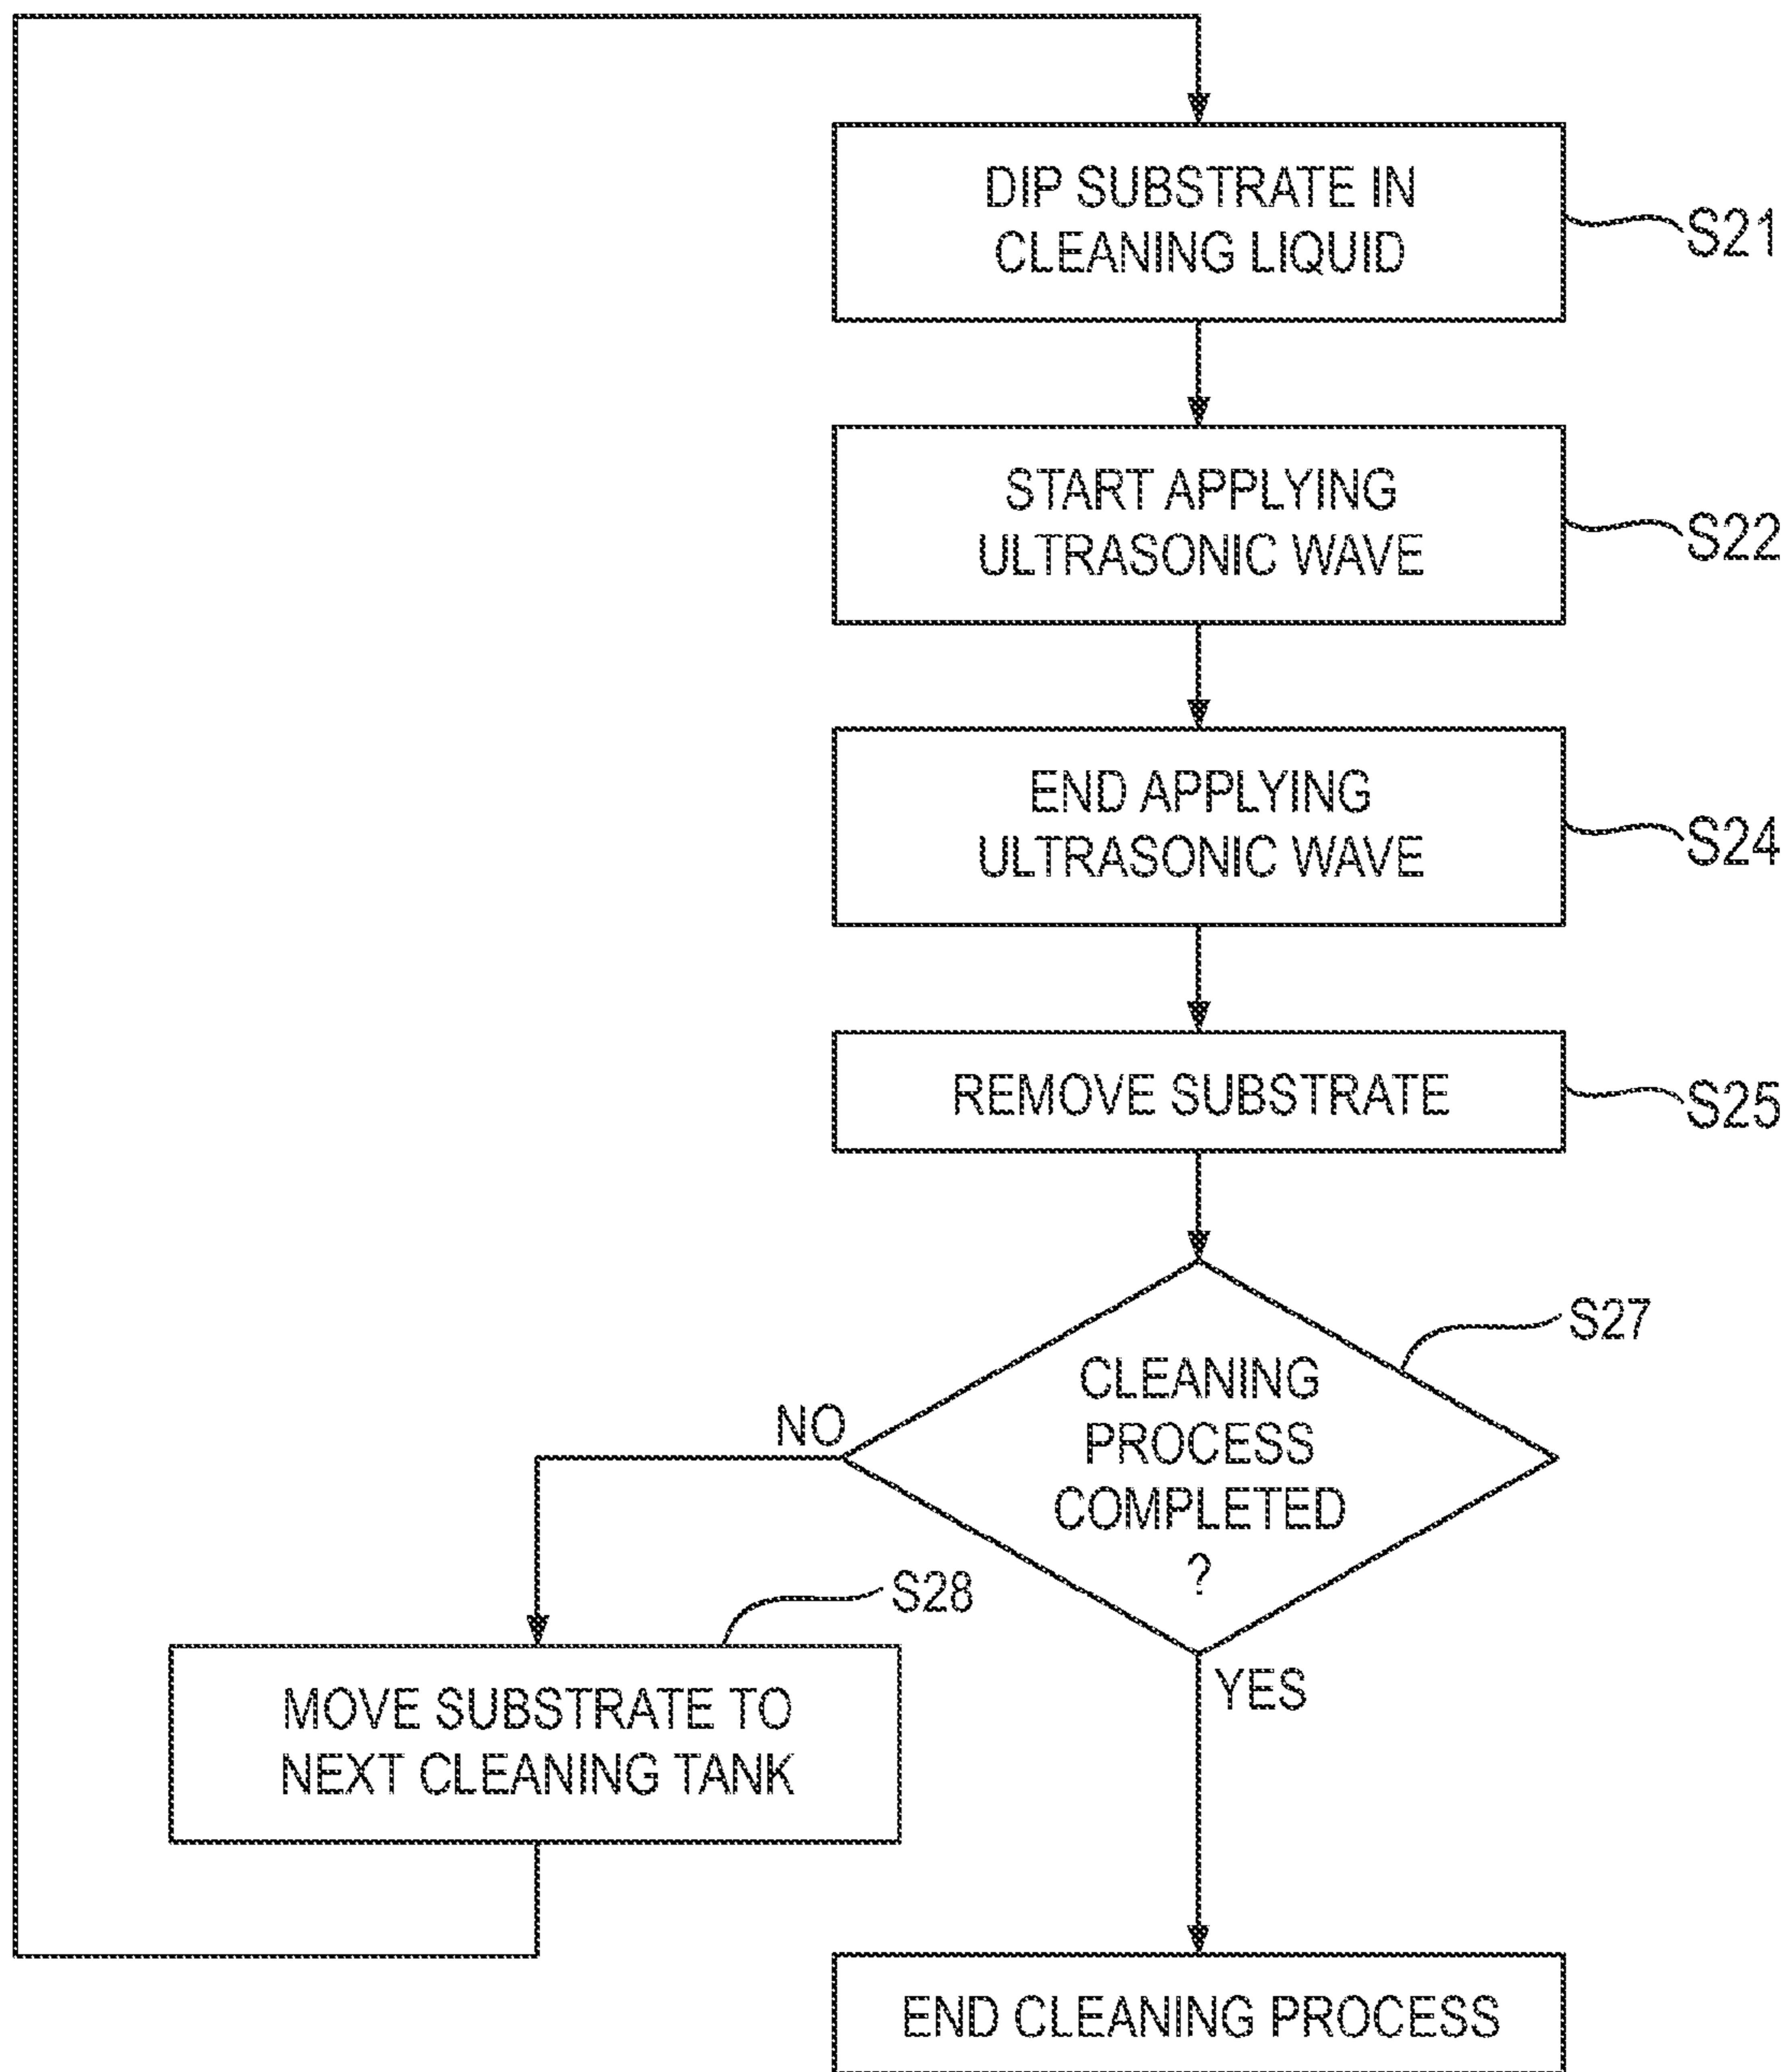 DIP SUBSTRATE IN
CLEANING LIQUID
S21
START APPLYING
ULTRASONIC WAVE
S22
END APPLYING
ULTRASONIC WAVE
S24
REMOVE SUBSTRATE
S25
S27
CLEANING
PROCESS
COMPLETED
?
NO
YES
S28
MOVE SUBSTRATE TO
NEXT CLEANING TANK
END CLEANING PROCESS